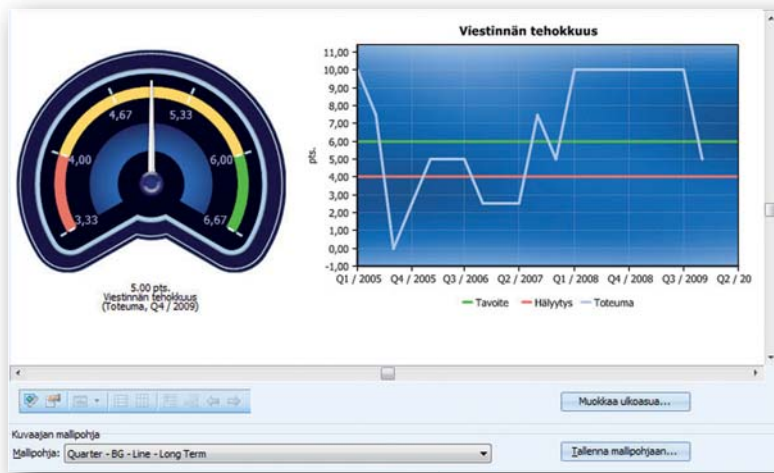 Viestinnän tehokkuus
11,00
10,00
9,00
8,00
7,00
6,00
5,00
4,00
3,00
2,00
1,00
0,00
-1,00
pts.
Q1 / 2005 Q4 / 2005 Q3 / 2006 Q2 / 2007 Q1 / 2008 Q4 / 2008 Q3 / 2009 Q2 / 20
Tavoite Hälyytys Toteuma
4,67 5,33
4,00 6,00
3,33 6,67
5.00 pts.
Viestinnän tehokkuus
(Toteuma, Q4 / 2009)
Muokkaa ulkoasua...
Kuvaajan mallipohja
Mallipohja: Quarter - BG - Line - Long Term
Tallenna mallipohjaan...